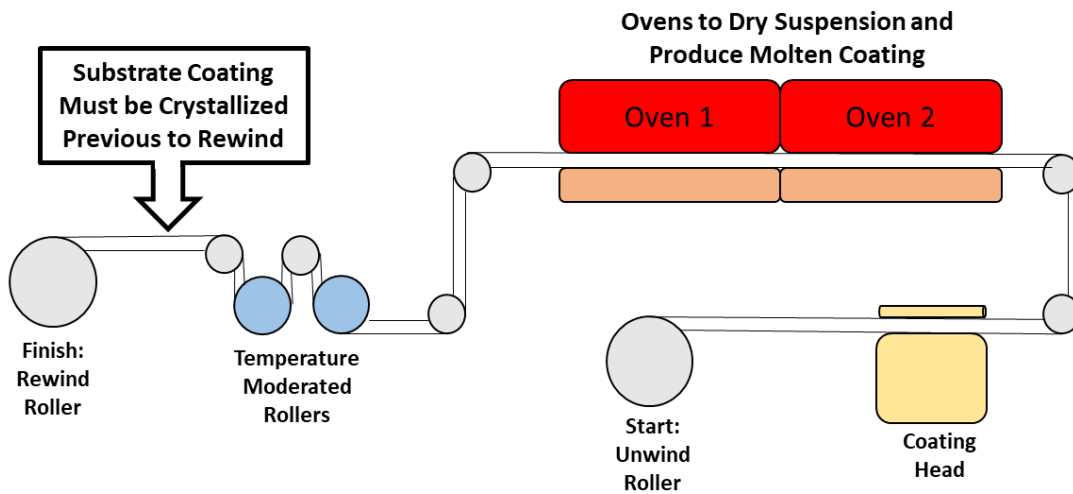 Ovens to Dry Suspension and
Produce Molten Coating
Substrate Coating
Must be Crystallized
Previous to Rewind
Oven 1
Oven 2
Finish:
Rewind
Roller
Temperature
Moderated
Rollers
Start:
Unwind
Roller
Coating
Head